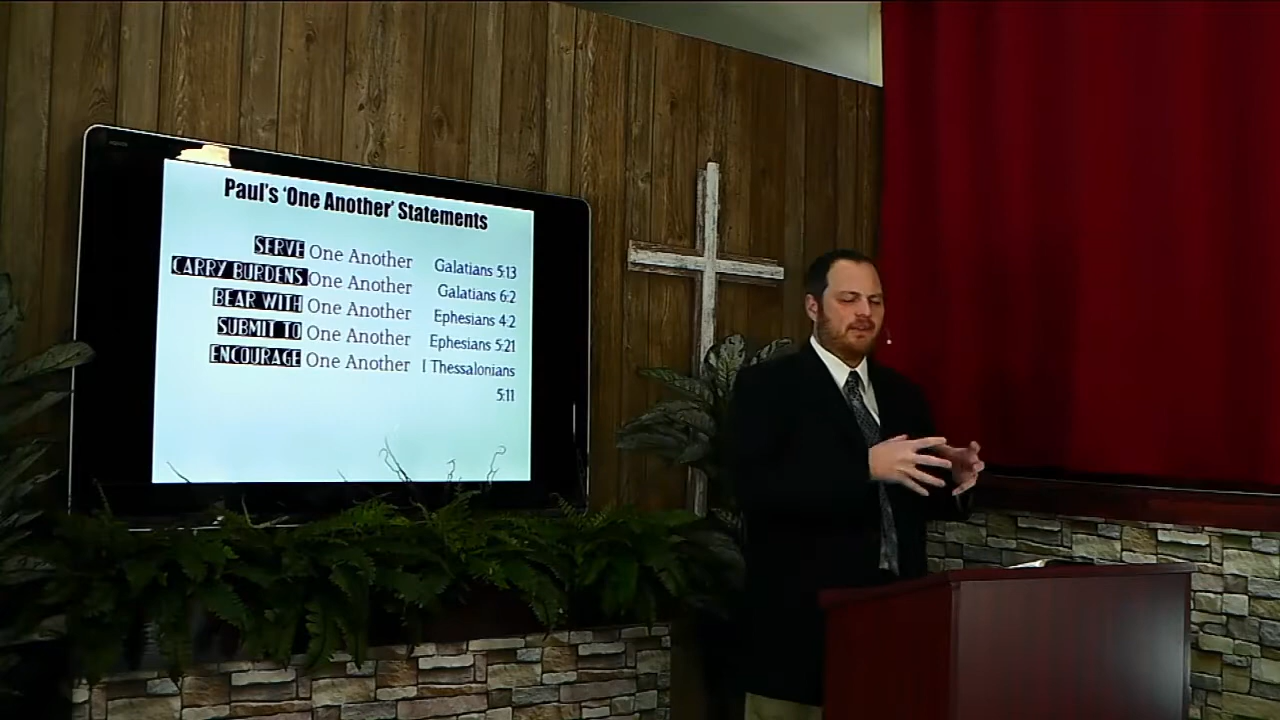 Paul's 'One Another' Statements
SERVE One Another Galatians 5:13
CARRY BURDENS One Another Galatians 6:2
BEAR WITH One Another Ephesians 4:2
SUBMIT TO One Another Ephesians 5:21
ENCOURAGE One Another I Thessalonians
5:11